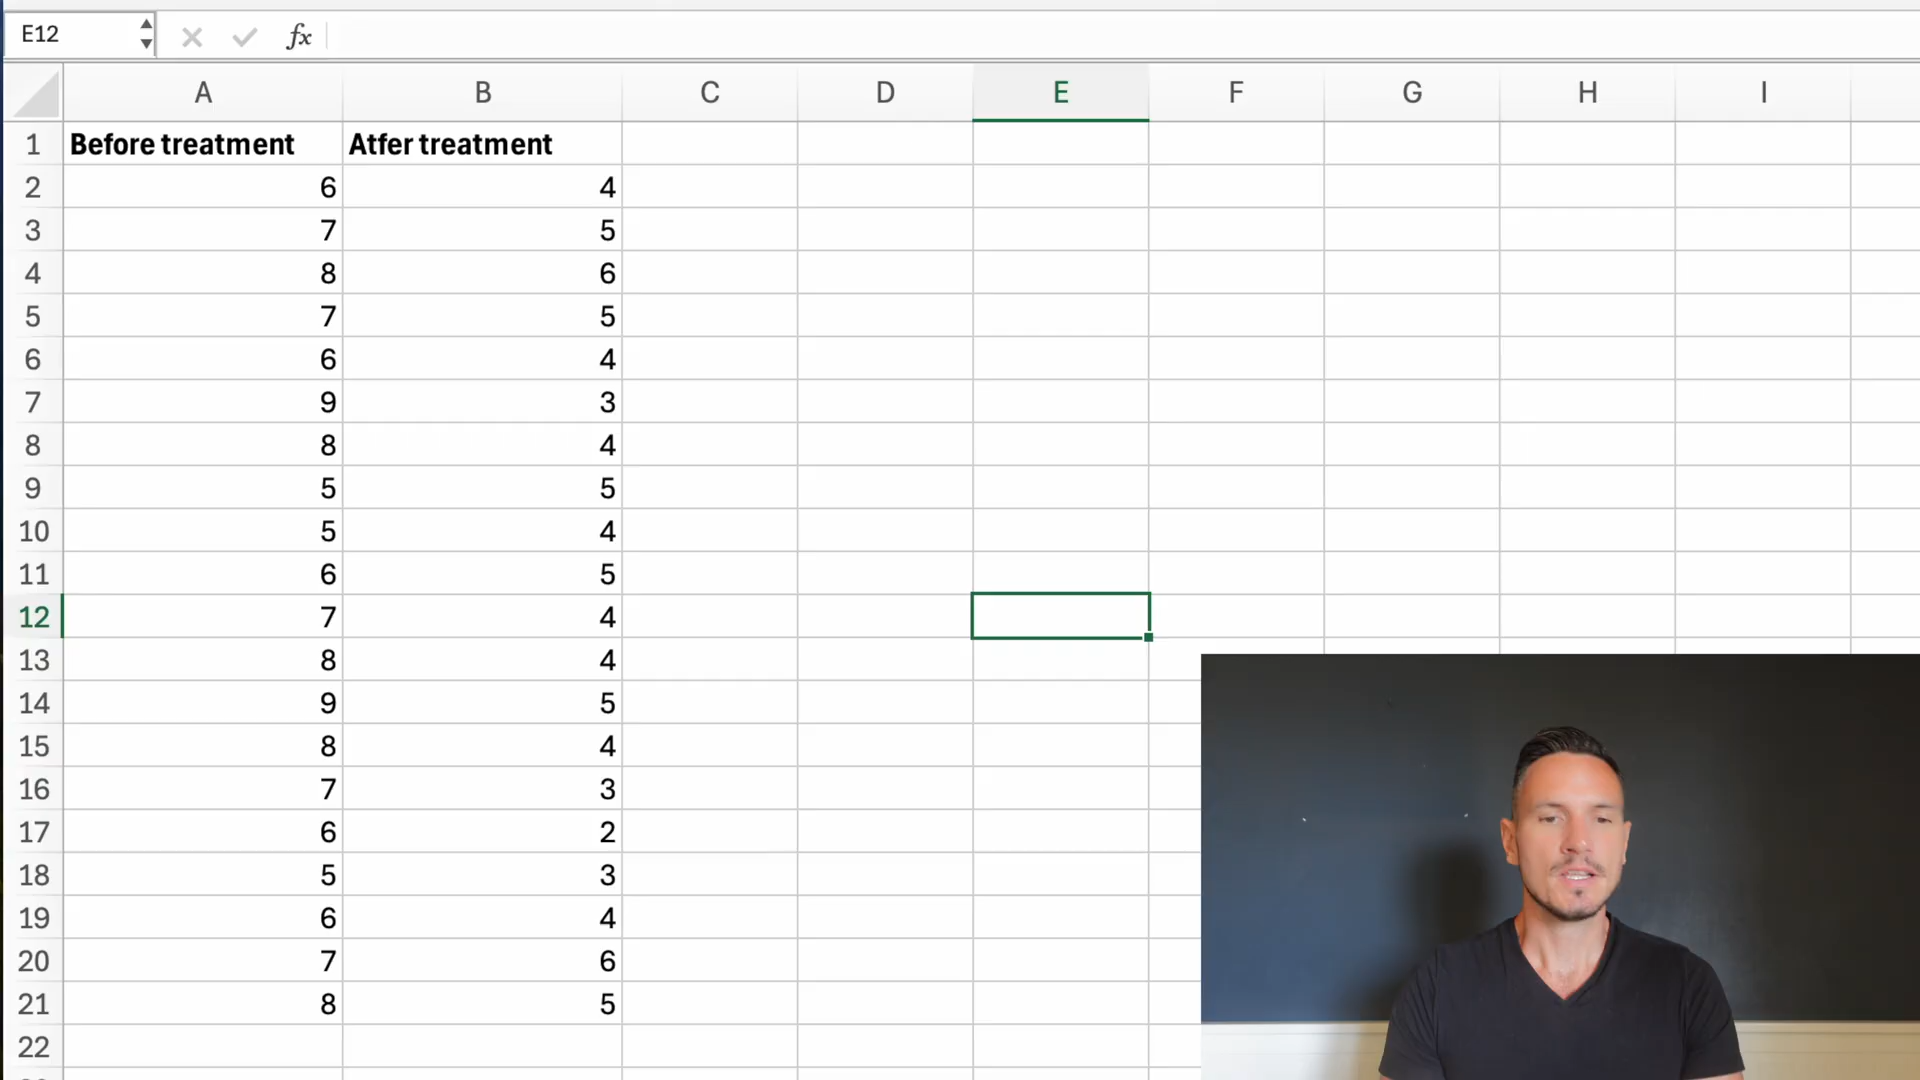 E12 fx
A B C D E F G H I
1 Before treatment Atfer treatment
2 6 4
3 7 5
4 8 6
5 7 5
6 6 4
7 9 3
8 8 4
9 5 5
10 5 4
11 6 5
12 7 4
13 8 4
14 9 5
15 8 4
16 7 3
17 6 2
18 5 3
19 6 4
20 7 6
21 8 5
22